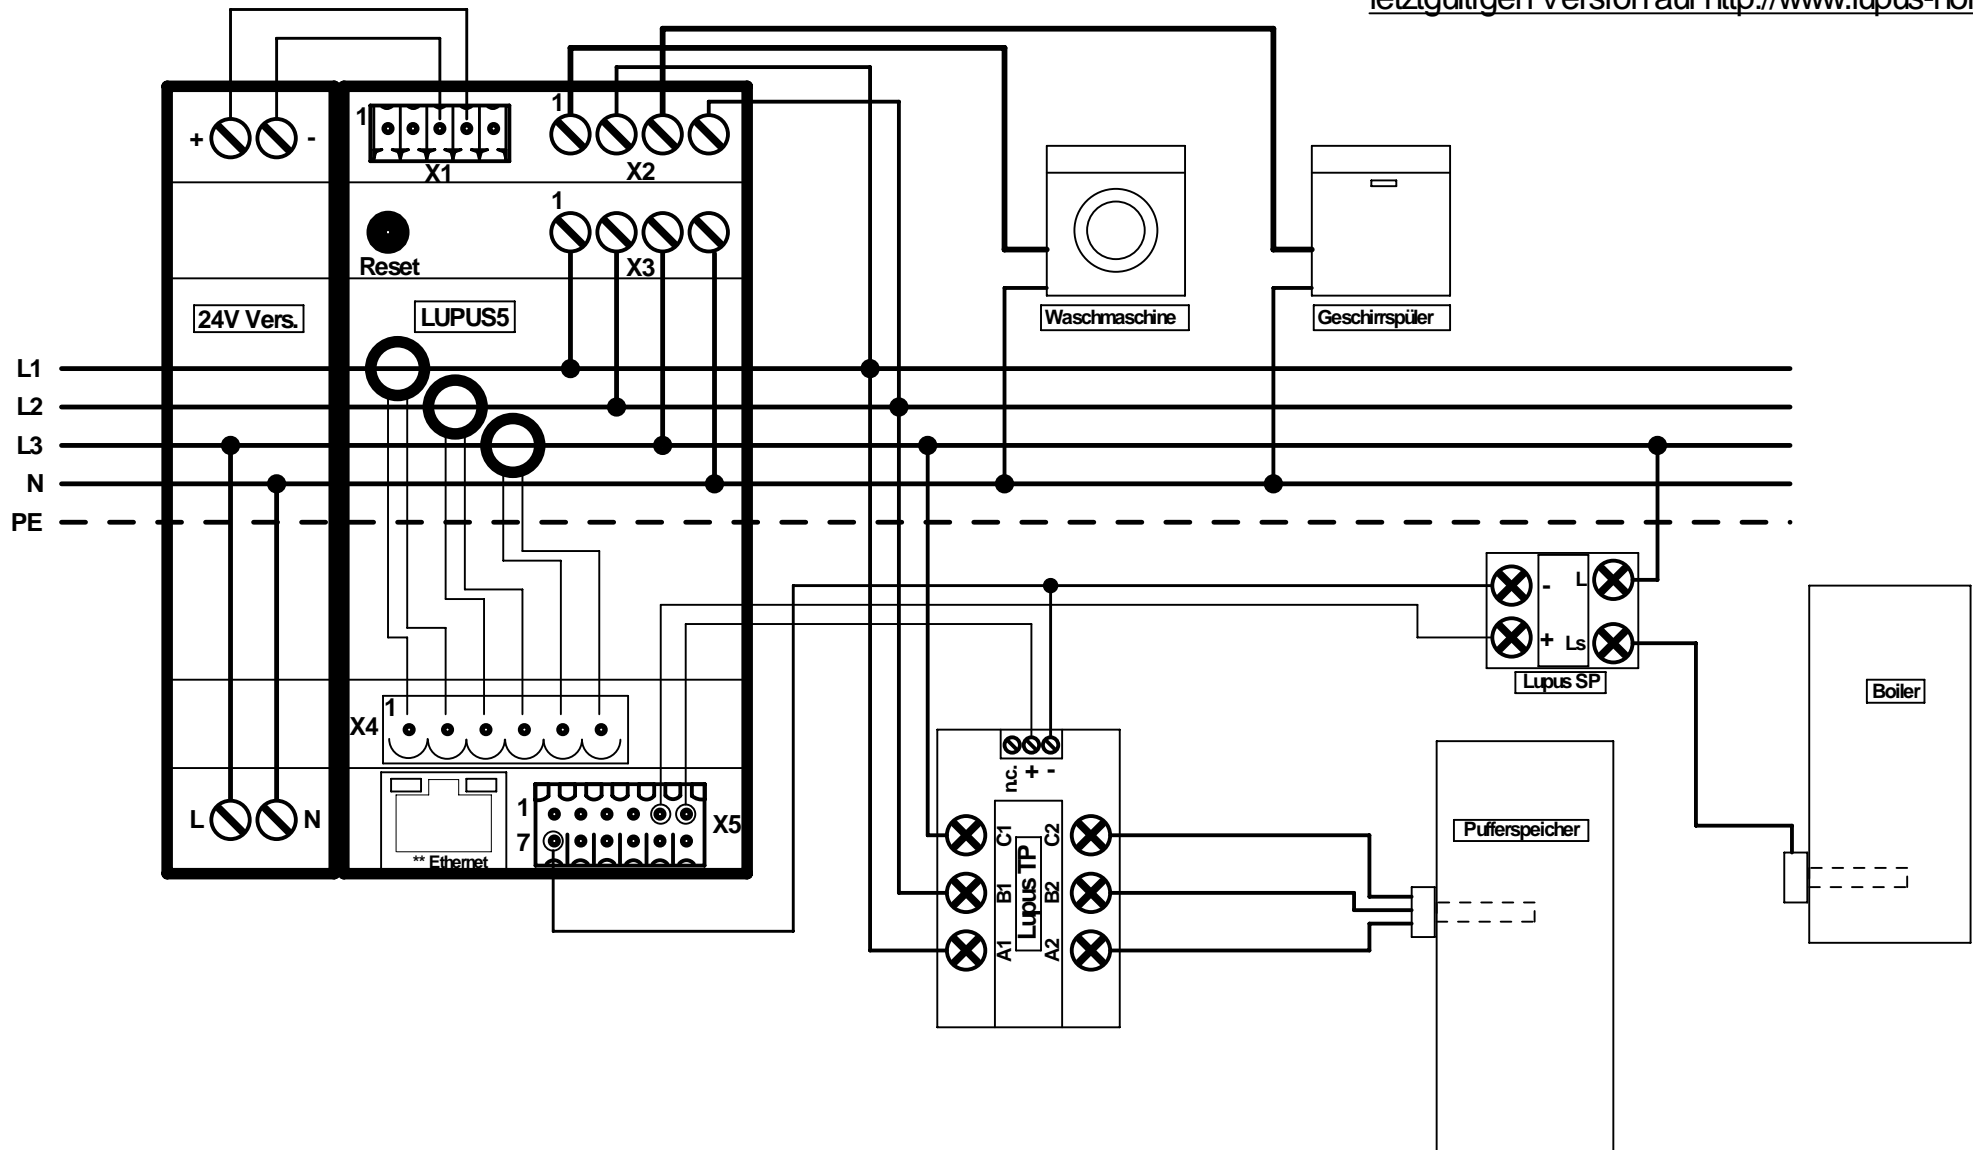 letztgültigen Version auf http://www.lupus-
1
1
+
-
X1
X2
1
Reset
X3
24V Vers.
LUPUS5
Waschmaschine
Geschirrspüler
L1
L2
L3
N
PE
-
L
+
Ls
Lupus SP
Boiler
1
X4
n.c.
+
-
1
7
X5
L
N
** Ethernet
C1
C2
B1
B2
A1
A2
Lupus TP
Pufferspeicher